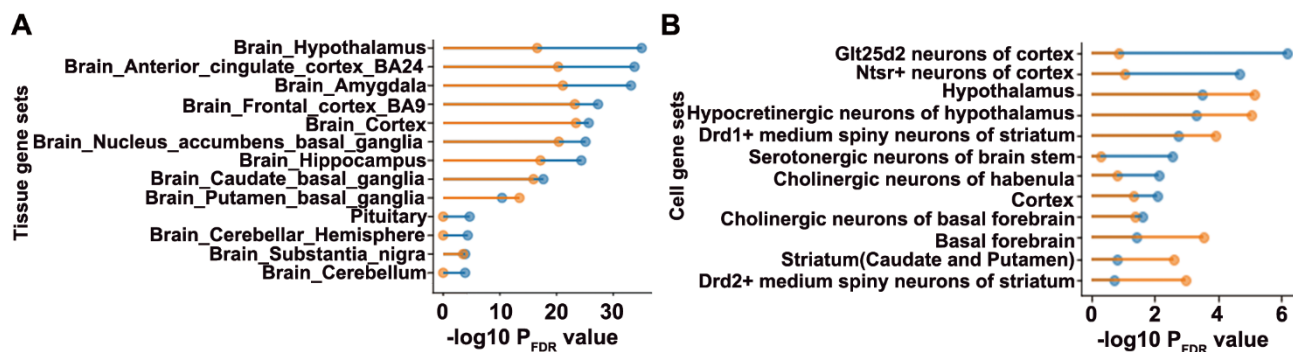 A
Tissue gene sets
Brain_Hypothalamus
Brain_Anterior_cingulate_cortex_BA24
Brain_Amygdala
Brain_Frontal_cortex_BA9
Brain_Cortex
Brain_Nucleus_accumbens_basal_ganglia
Brain_Hippocampus
Brain_Caudate_basal_ganglia
Brain_Putamen_basal_ganglia
Pituitary
Brain_Cerebellar_Hemisphere
Brain_Substantia_nigra
Brain_Cerebellum
0 10 20 30
-log10 PFDR value
B
Cell gene sets
Glt25d2 neurons of cortex
Ntsr+ neurons of cortex
Hypothalamus
Hypocretinergic neurons of hypothalamus
Drd1+ medium spiny neurons of striatum
Serotonergic neurons of brain stem
Cholinergic neurons of habenula
Cortex
Cholinergic neurons of basal forebrain
Basal forebrain
Striatum(Caudate and Putamen)
Drd2+ medium spiny neurons of striatum
0 2 4 6
-log10 PFDR value